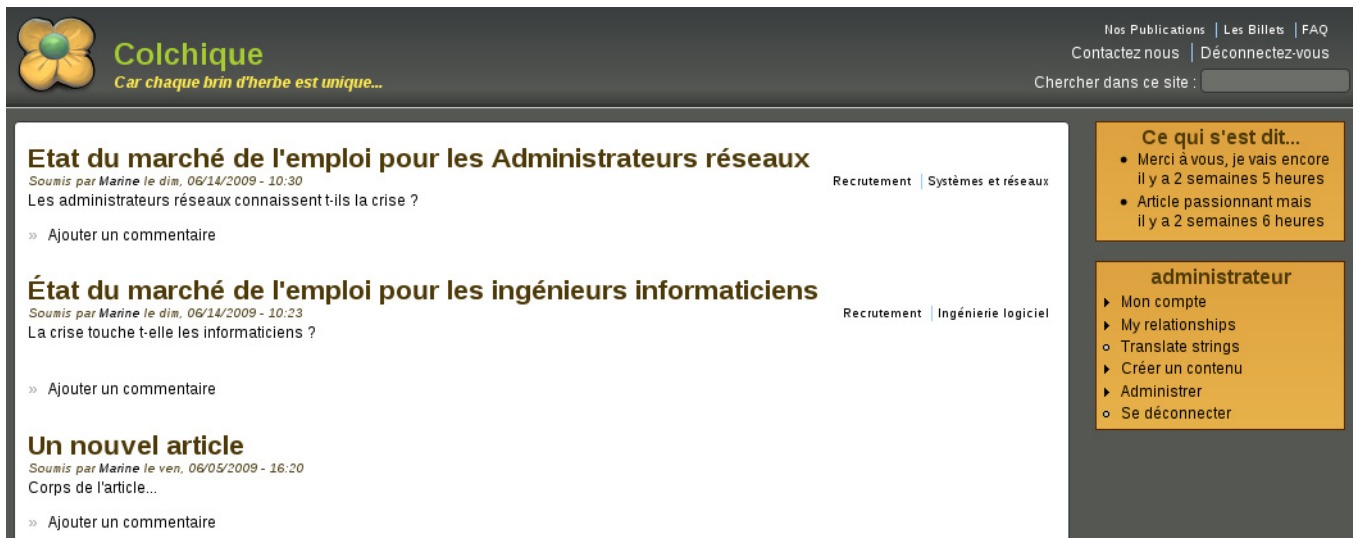 Colchique
Car chaque brin d'herbe est unique...
Nos Publications | Les Billets | FAQ
Contactez nous | Déconnectez-vous
Chercher dans ce site :
Etat du marché de l'emploi pour les Administrateurs réseaux
Soumis par Marine le dim, 06/14/2009 - 10:30
Recrutement | Systèmes et réseaux
Les administrateurs réseaux connaissent t-ils la crise ?
» Ajouter un commentaire
État du marché de l'emploi pour les ingénieurs informaticiens
Soumis par Marine le dim, 06/14/2009 - 10:23
Recrutement | Ingénierie logiciel
La crise touche t-elle les informaticiens ?
» Ajouter un commentaire
Un nouvel article
Soumis par Marine le ven, 06/05/2009 - 16:20
Corps de l'article...
» Ajouter un commentaire
Ce qui s'est dit...
Merci à vous, je vais encore
il y a 2 semaines 5 heures
Article passionnant mais
il y a 2 semaines 6 heures
administrateur
Mon compte
My relationships
Translate strings
Créer un contenu
Administrer
Se déconnecter